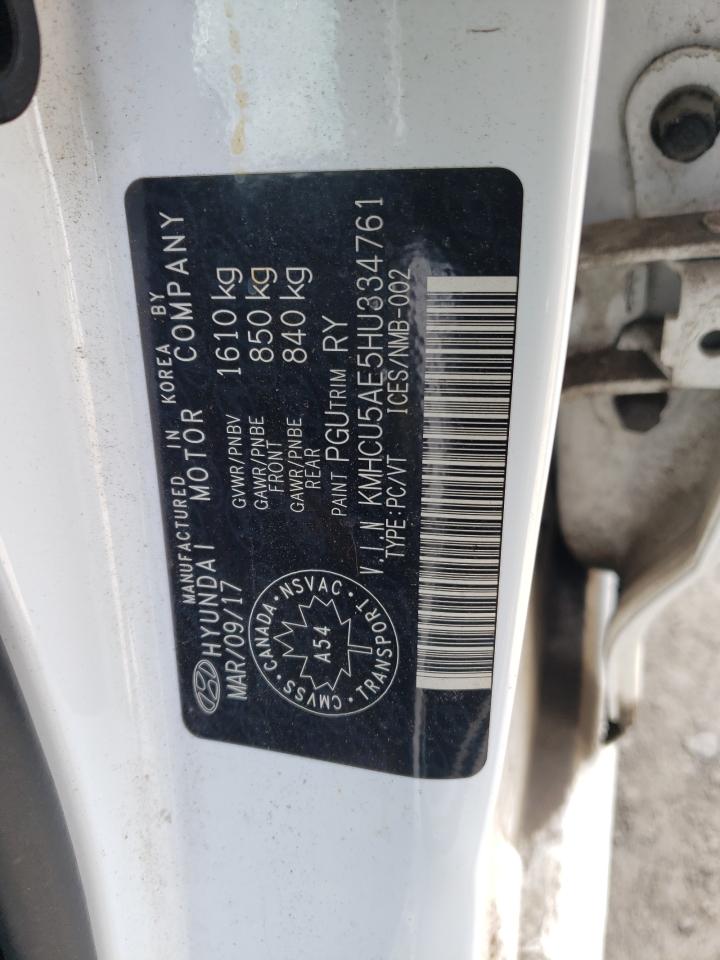 MANUFACTURED IN KOREA BY
HYUNDAI MOTOR COMPANY
MAR/09/17
GVWR/PNBV 1610 kg
GAWR/PNBE FRONT 850 kg
GAWR/PNBE REAR 840 kg
PAINT PGU TRIM RY
V.I.N KMHCU5AE5HU334761
TYPE:PC/VT ICES/NMB-002
CANADA · NSVAC · TRANSPORT · CMVSS ·
A54